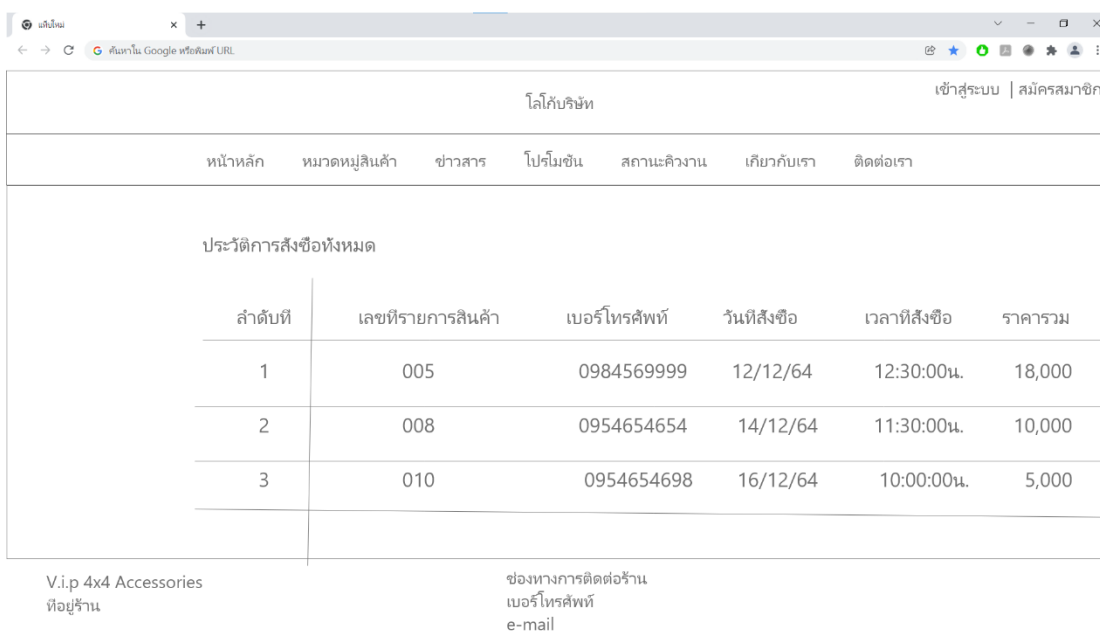 แท็บใหม่
ค้นหาใน Google หรือพิมพ์ URL
เข้าสู่ระบบ | สมัครสมาชิก
โลโก้บริษัท
หน้าหลัก หมวดหมู่สินค้า ข่าวสาร โปรโมชัน สถานะคิวงาน เกี่ยวกับเรา ติดต่อเรา
ประวัติการสั่งซื้อทั้งหมด
ลำดับที่ เลขที่รายการสินค้า เบอร์โทรศัพท์ วันที่สั่งซื้อ เวลาที่สั่งซื้อ ราคารวม
1 005 0984569999 12/12/64 12:30:00น. 18,000
2 008 0954654654 14/12/64 11:30:00น. 10,000
3 010 0954654698 16/12/64 10:00:00น. 5,000
V.i.p 4x4 Accessories ช่องทางการติดต่อร้าน
ที่อยู่ร้าน เบอร์โทรศัพท์
e-mail